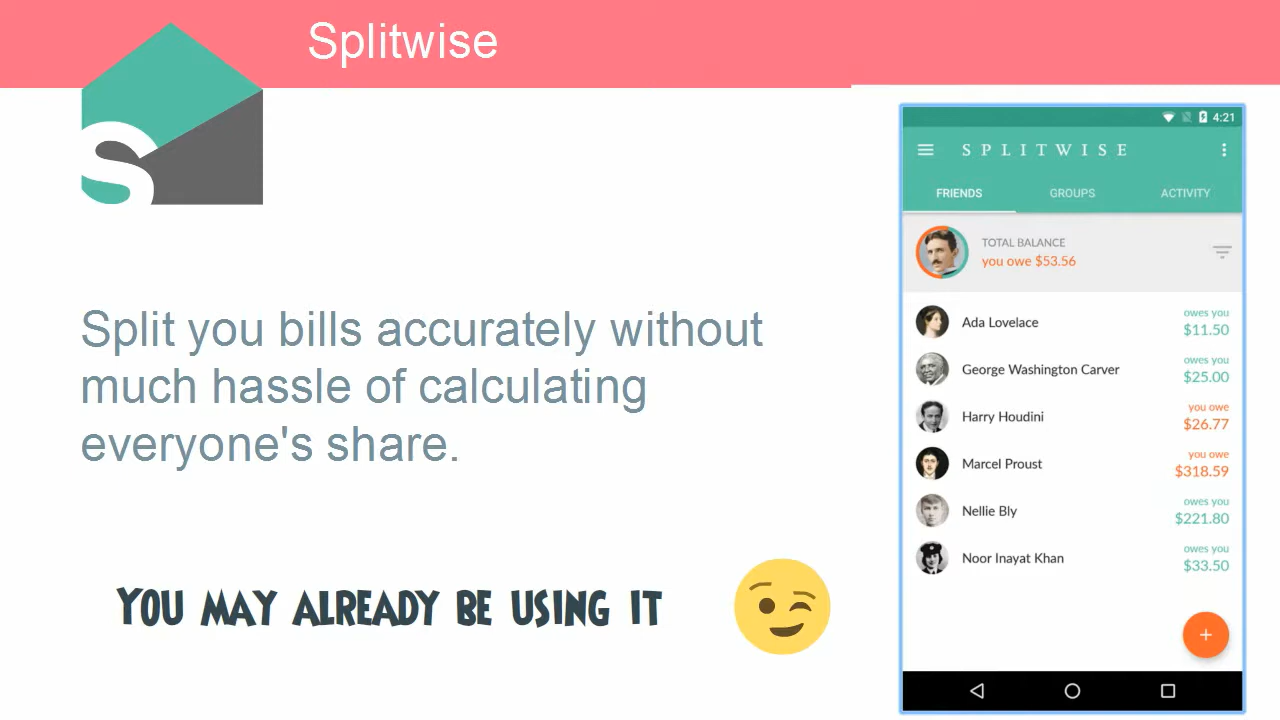 Splitwise
S
Split you bills accurately without
much hassle of calculating
everyone's share.
YOU MAY ALREADY BE USING IT
4:21
SPLITWISE
FRIENDS GROUPS ACTIVITY
TOTAL BALANCE
you owe $53.56
Ada Lovelace
owes you
$11.50
George Washington Carver
owes you
$25.00
Harry Houdini
you owe
$26.77
Marcel Proust
you owe
$318.59
Nellie Bly
owes you
$221.80
Noor Inayat Khan
owes you
$33.50
+